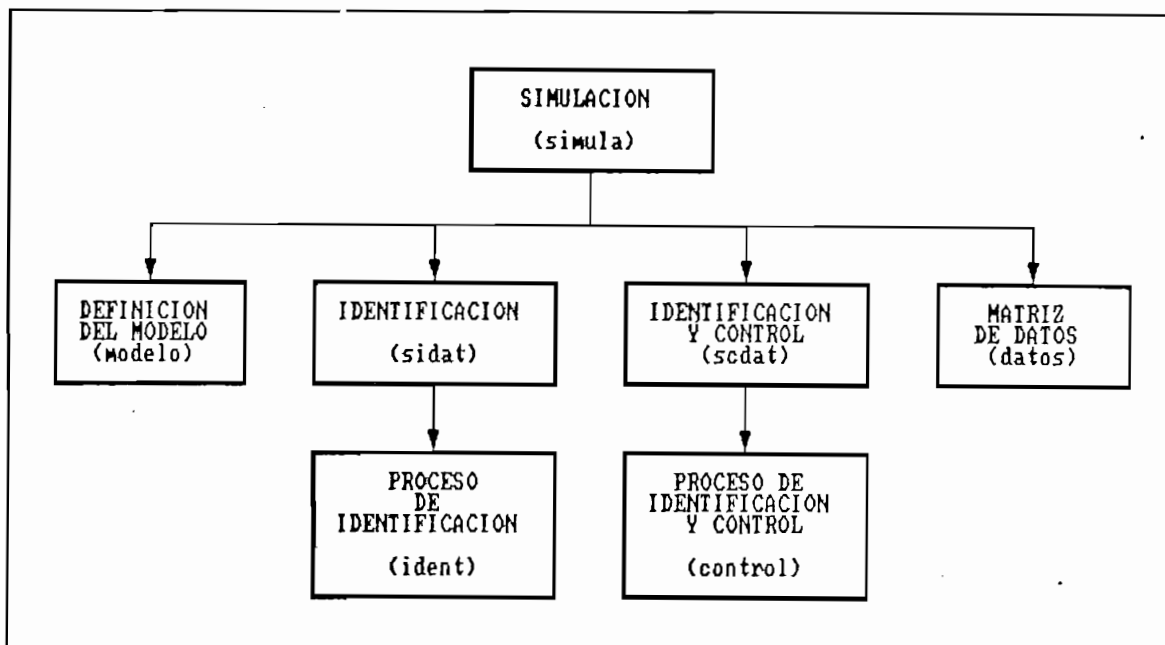 SIMULACION
(simula)
DEFINICION
DEL MODELO
(modelo)
IDENTIFICACION
(sidat)
IDENTIFICACION
Y CONTROL
(scdat)
MATRIZ
DE DATOS
(datos)
PROCESO
DE
IDENTIFICACION
(ident)
PROCESO DE
IDENTIFICACION
Y CONTROL
(control)